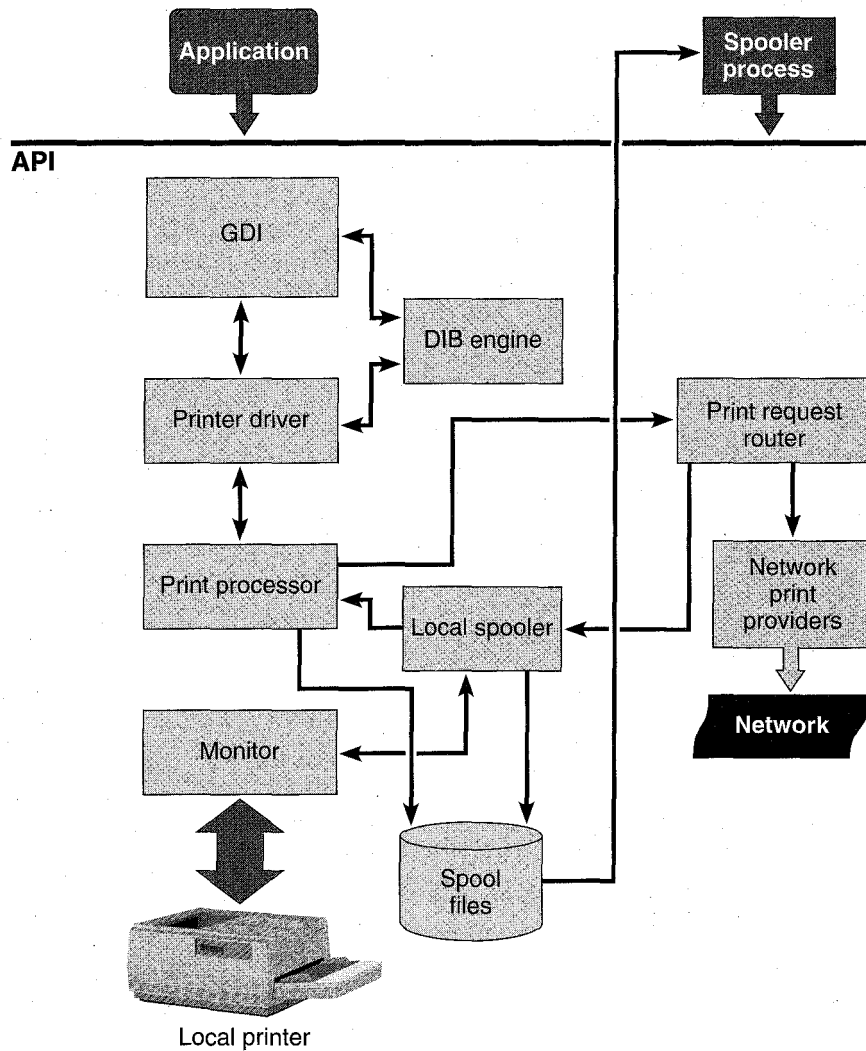 Application
Spooler
process
API
GDI
DIB engine
Printer driver
Print request
router
Print processor
Local spooler
Network
print
providers
Monitor
Network
Spool
files
Local printer